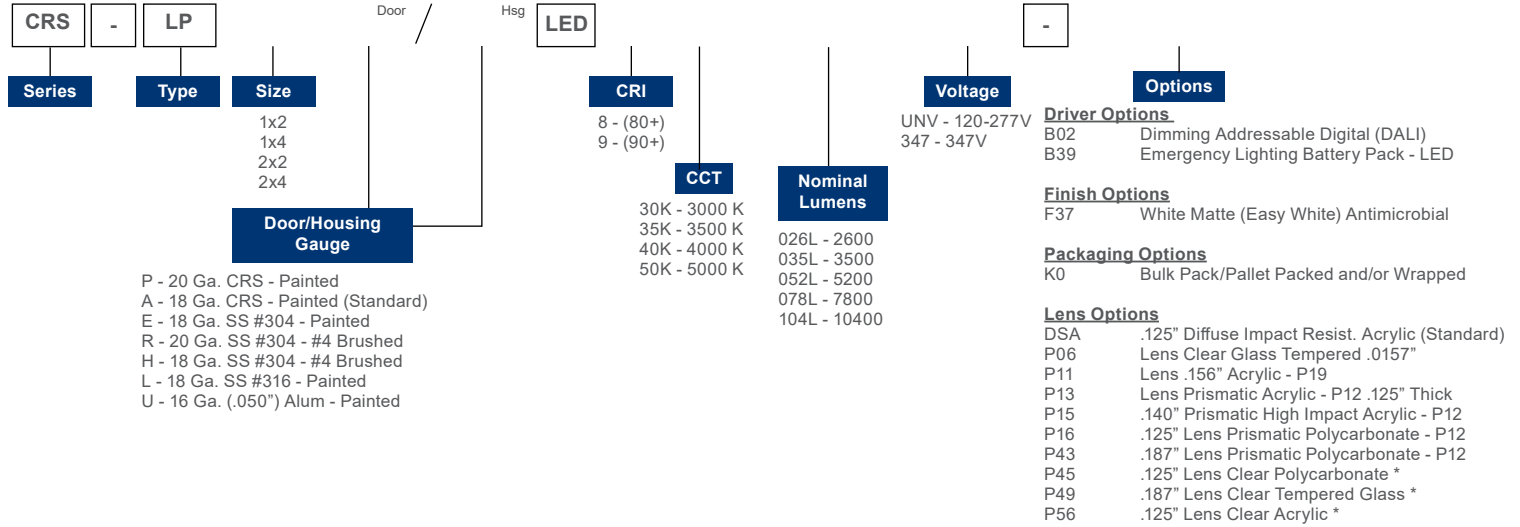 CRS - LP Door / Hsg LED -
Series Type Size CRI Voltage Options
1x2
1x4
2x2
2x4
Door/Housing
Gauge
P - 20 Ga. CRS - Painted
A - 18 Ga. CRS - Painted (Standard)
E - 18 Ga. SS #304 - Painted
R - 20 Ga. SS #304 - #4 Brushed
H - 18 Ga. SS #304 - #4 Brushed
L - 18 Ga. SS #316 - Painted
U - 16 Ga. (.050”) Alum - Painted
8 - (80+)
9 - (90+)
CCT
30K - 3000 K
35K - 3500 K
40K - 4000 K
50K - 5000 K
Nominal
Lumens
026L - 2600
035L - 3500
052L - 5200
078L - 7800
104L - 10400
UNV - 120-277V
347 - 347V
Driver Options
B02 Dimming Addressable Digital (DALI)
B39 Emergency Lighting Battery Pack - LED
Finish Options
F37 White Matte (Easy White) Antimicrobial
Packaging Options
K0 Bulk Pack/Pallet Packed and/or Wrapped
Lens Options
DSA .125” Diffuse Impact Resist. Acrylic (Standard)
P06 Lens Clear Glass Tempered .0157”
P11 Lens .156” Acrylic - P19
P13 Lens Prismatic Acrylic - P12 .125” Thick
P15 .140” Prismatic High Impact Acrylic - P12
P16 .125” Lens Prismatic Polycarbonate - P12
P43 .187” Lens Prismatic Polycarbonate - P12
P45 .125” Lens Clear Polycarbonate *
P49 .187” Lens Clear Tempered Glass *
P56 .125” Lens Clear Acrylic *